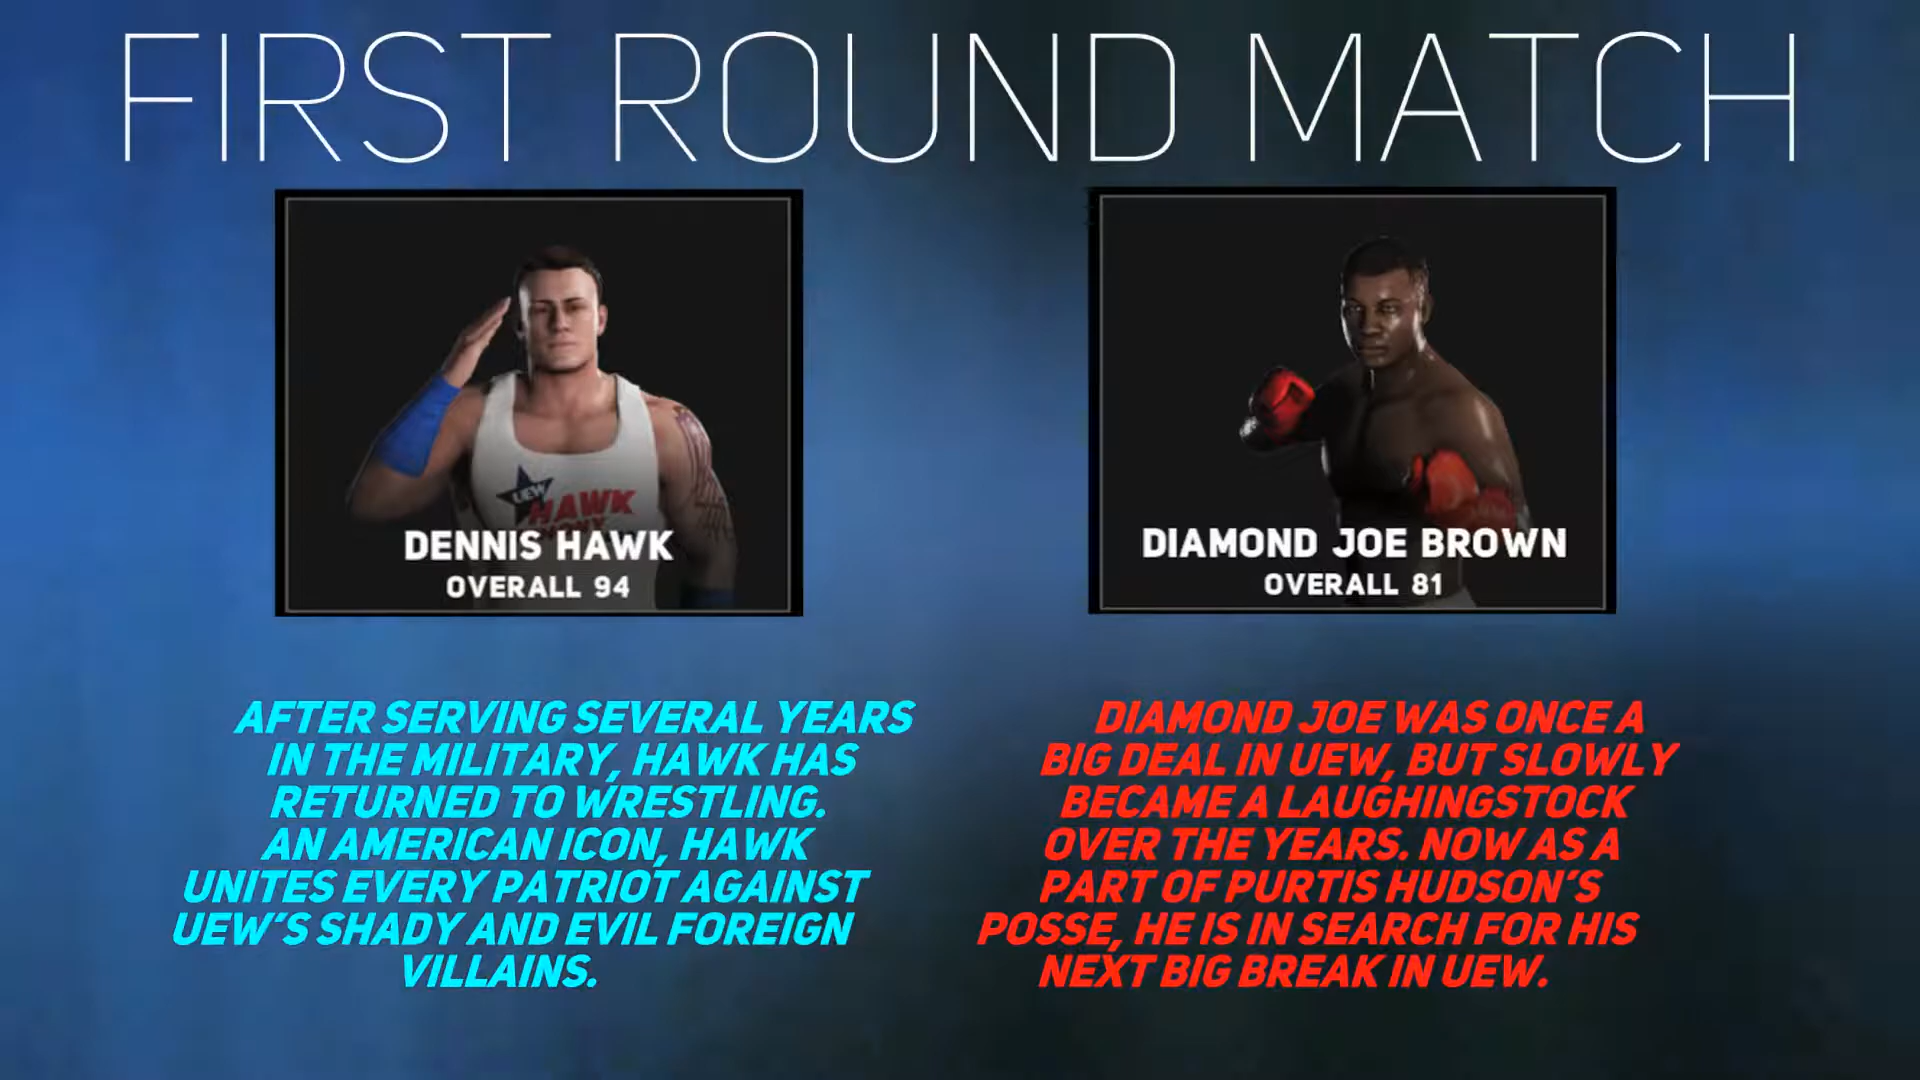 FIRST ROUND MATCH
UEW
HAWK
DENNIS HAWK
OVERALL 94
DIAMOND JOE BROWN
OVERALL 81
AFTER SERVING SEVERAL YEARS
IN THE MILITARY, HAWK HAS
RETURNED TO WRESTLING.
AN AMERICAN ICON, HAWK
UNITES EVERY PATRIOT AGAINST
UEW'S SHADY AND EVIL FOREIGN
VILLAINS.
DIAMOND JOE WAS ONCE A
BIG DEAL IN UEW, BUT SLOWLY
BECAME A LAUGHINGSTOCK
OVER THE YEARS. NOW AS A
PART OF PURTIS HUDSON'S
POSSE, HE IS IN SEARCH FOR HIS
NEXT BIG BREAK IN UEW.